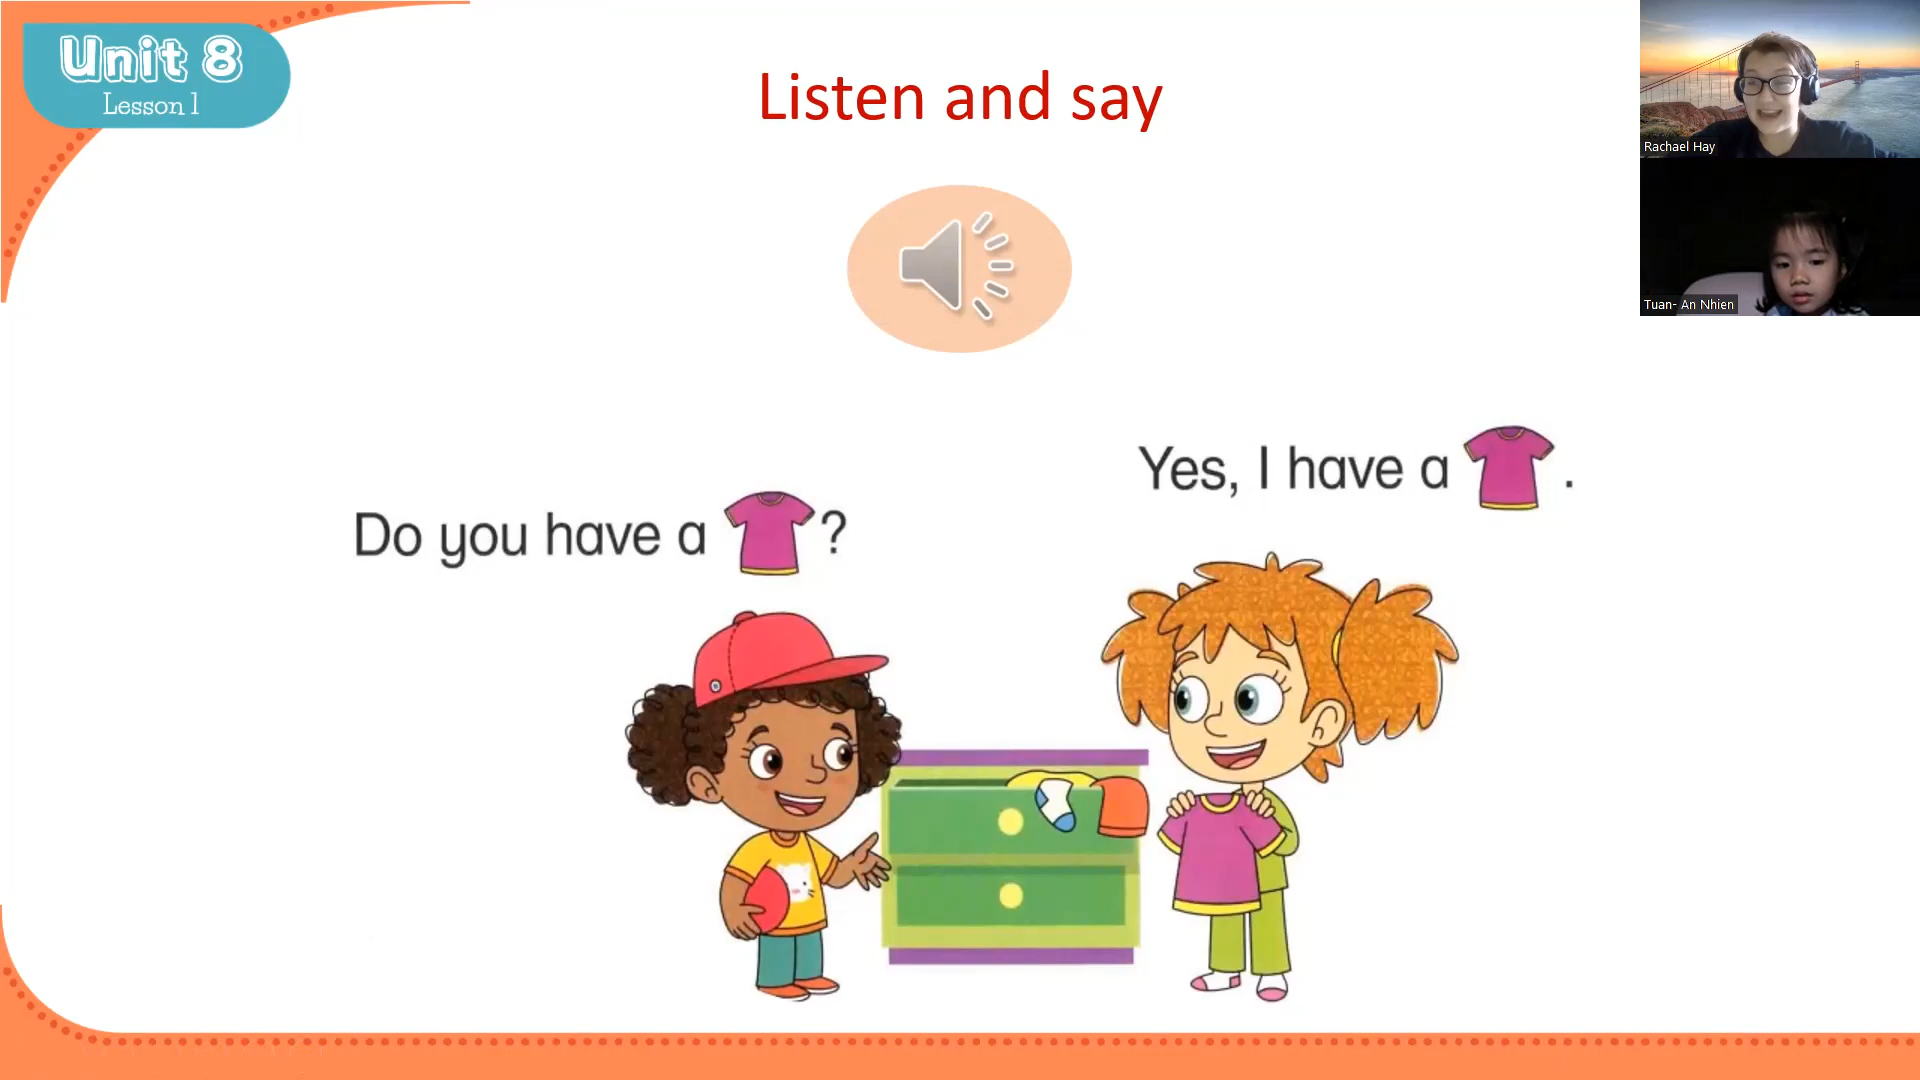 Unit 8
Lesson 1
Listen and say
Rachael Hay
Tuan- An Nhien
Yes, I have a .
Do you have a ?